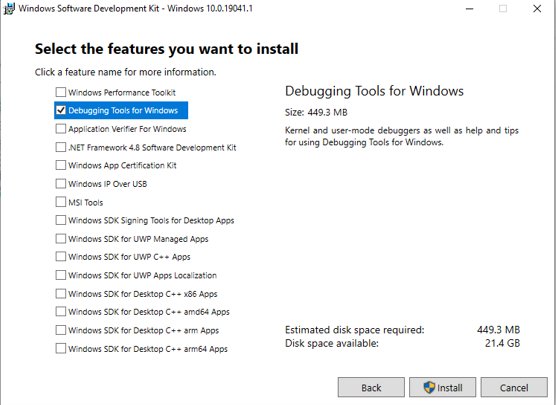 Windows Software Development Kit - Windows 10.0.19041.1
Select the features you want to install
Click a feature name for more information.
Windows Performance Toolkit
Debugging Tools for Windows
Application Verifier For Windows
.NET Framework 4.8 Software Development Kit
Windows App Certification Kit
Windows IP Over USB
MSI Tools
Windows SDK Signing Tools for Desktop Apps
Windows SDK for UWP Managed Apps
Windows SDK for UWP C++ Apps
Windows SDK for UWP Apps Localization
Windows SDK for Desktop C++ x86 Apps
Windows SDK for Desktop C++ amd64 Apps
Windows SDK for Desktop C++ arm Apps
Windows SDK for Desktop C++ arm64 Apps
Debugging Tools for Windows
Size: 449.3 MB
Kernel and user-mode debuggers as well as help and tips
for using Debugging Tools for Windows.
Estimated disk space required: 449.3 MB
Disk space available: 21.4 GB
Back Install Cancel